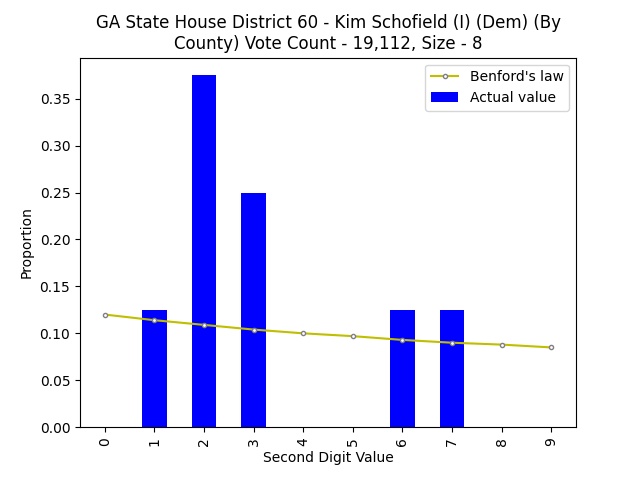 GA State House District 60 - Kim Schofield (I) (Dem) (By
County) Vote Count - 19,112, Size - 8
Benford's law
Actual value
Proportion
0.35
0.30
0.25
0.20
0.15
0.10
0.05
0.00
0 1 2 3 4 5 6 7 8 9
Second Digit Value